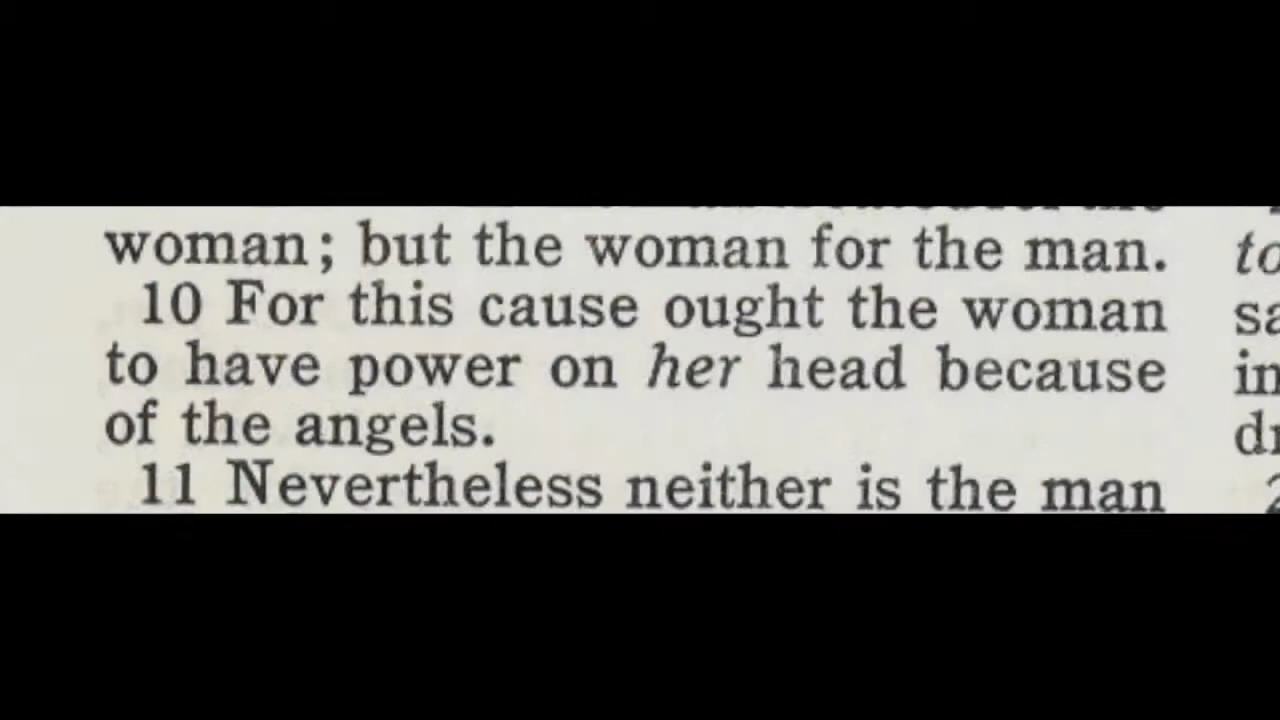 woman; but the woman for the man.
10 For this cause ought the woman
to have power on her head because
of the angels.
11 Nevertheless neither is the man
to